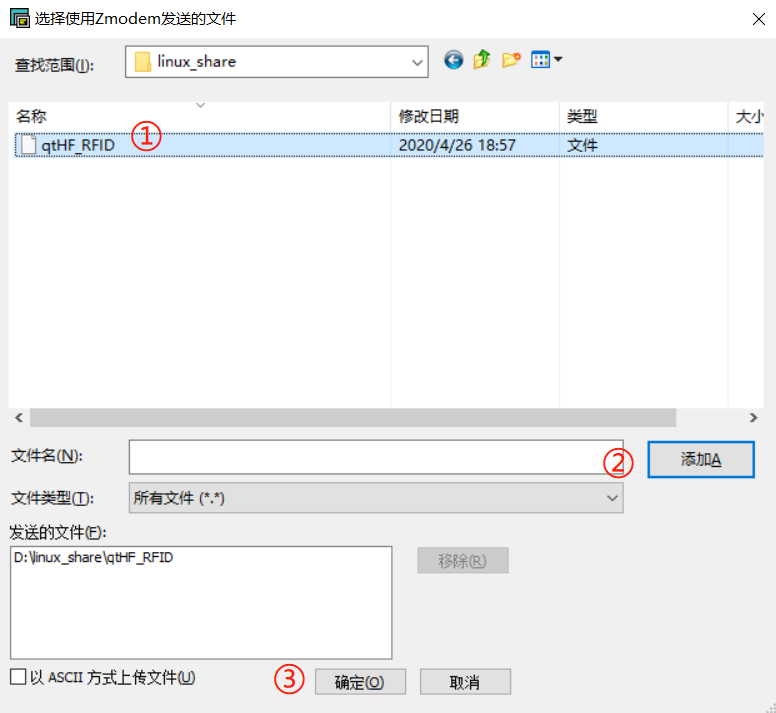 选择使用Zmodem发送的文件
查找范围(I):
linux_share
名称 修改日期 类型 大小
qtHF_RFID ① 2020/4/26 18:57 文件
文件名(N): ② 添加A
文件类型(T): 所有文件 (*.*)
发送的文件(F):
D:\linux_share\qtHF_RFID
移除(R)
以 ASCII 方式上传文件(U) ③ 确定(O) 取消